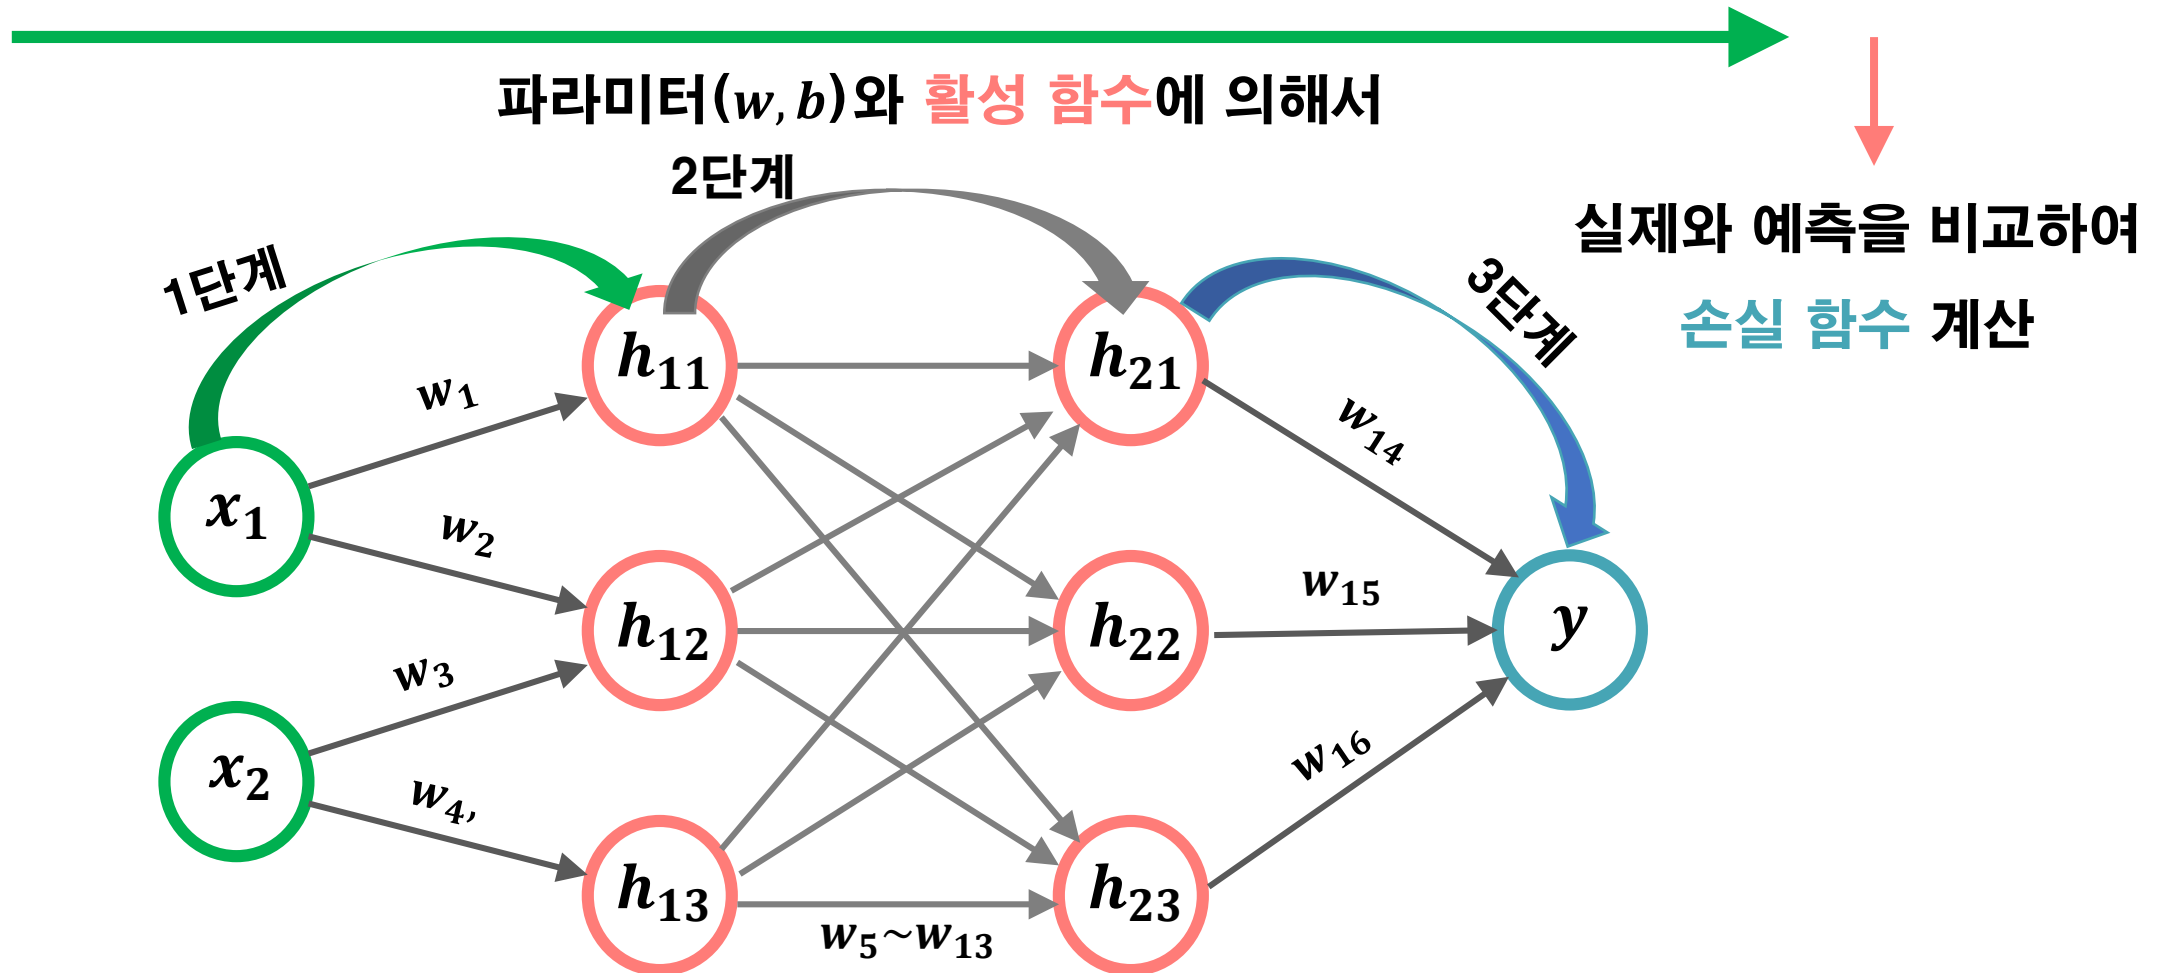 파라미터(w, b)와 활성 함수에 의해서
2단계
1단계
3단계
실제와 예측을 비교하여
손실 함수 계산
h₁₁
h₂₁
w₁
w₁₄
x₁
w₂
w₁₅
h₁₂
h₂₂
y
w₃
x₂
w₄,
w₁₆
h₁₃
h₂₃
w₅~w₁₃